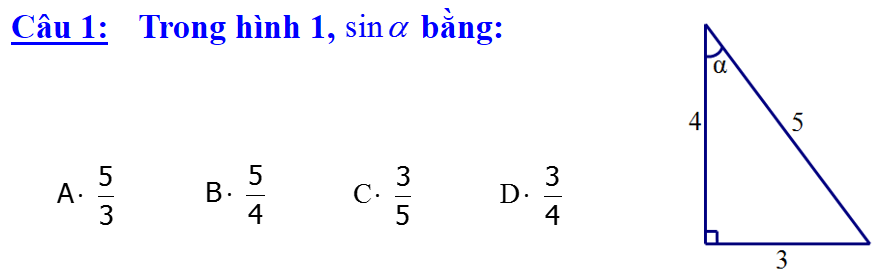 Câu 1: Trong hình 1, sin α bằng:
A. 5/3 B. 5/4 C. 3/5 D. 3/4
α
4 5
3